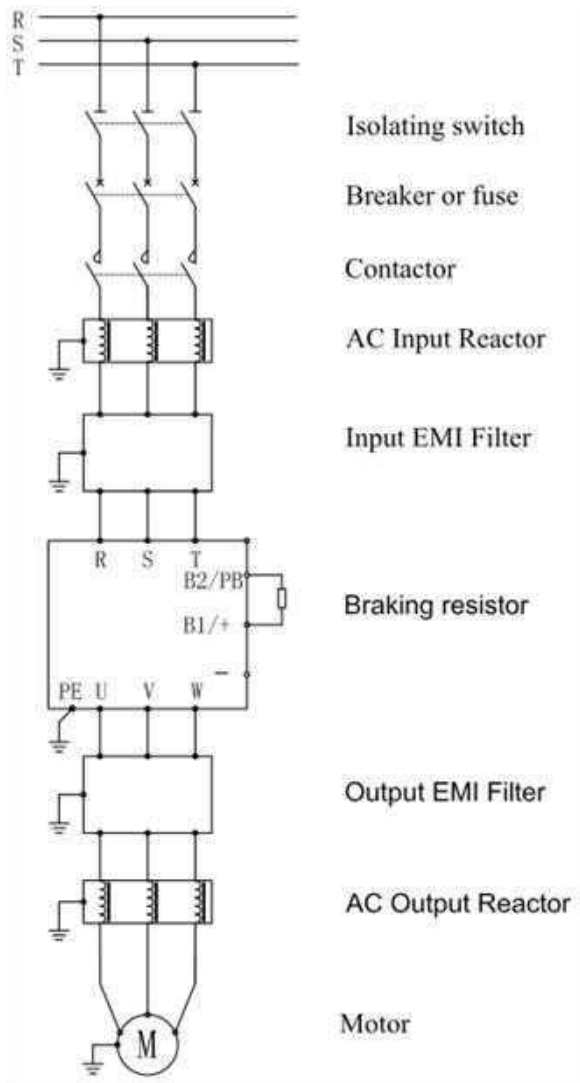 R
S
T
Isolating switch
Breaker or fuse
Contactor
AC Input Reactor
Input EMI Filter
R S T
B2/PB
Braking resistor
B1/+
−
PE U V W
Output EMI Filter
AC Output Reactor
Motor
M